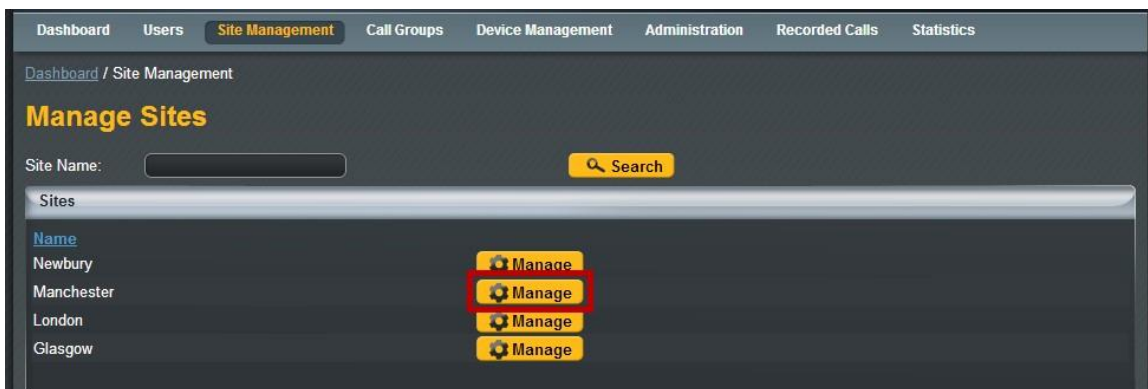 Dashboard Users Site Management Call Groups Device Management Administration Recorded Calls Statistics
Dashboard / Site Management
Manage Sites
Site Name: Search
Sites
Name
Newbury Manage
Manchester Manage
London Manage
Glasgow Manage